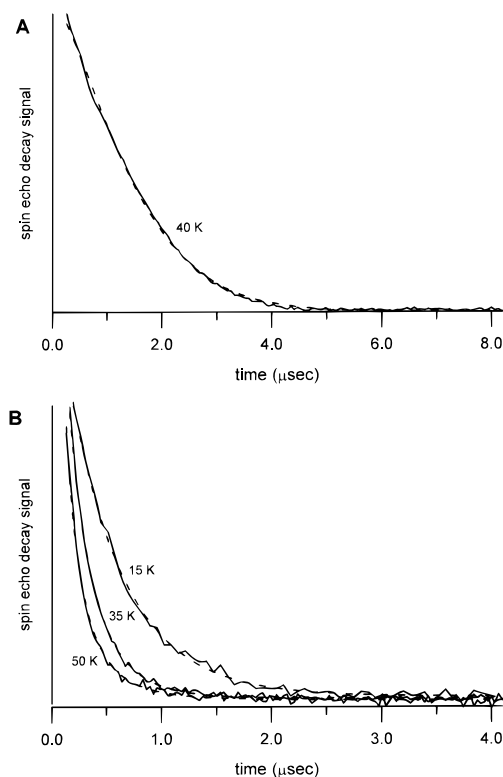 A
spin echo decay signal
40 K
0.0 2.0 4.0 6.0 8.0
time (μsec)
B
spin echo decay signal
15 K
35 K
50 K
0.0 1.0 2.0 3.0 4.0
time (μsec)